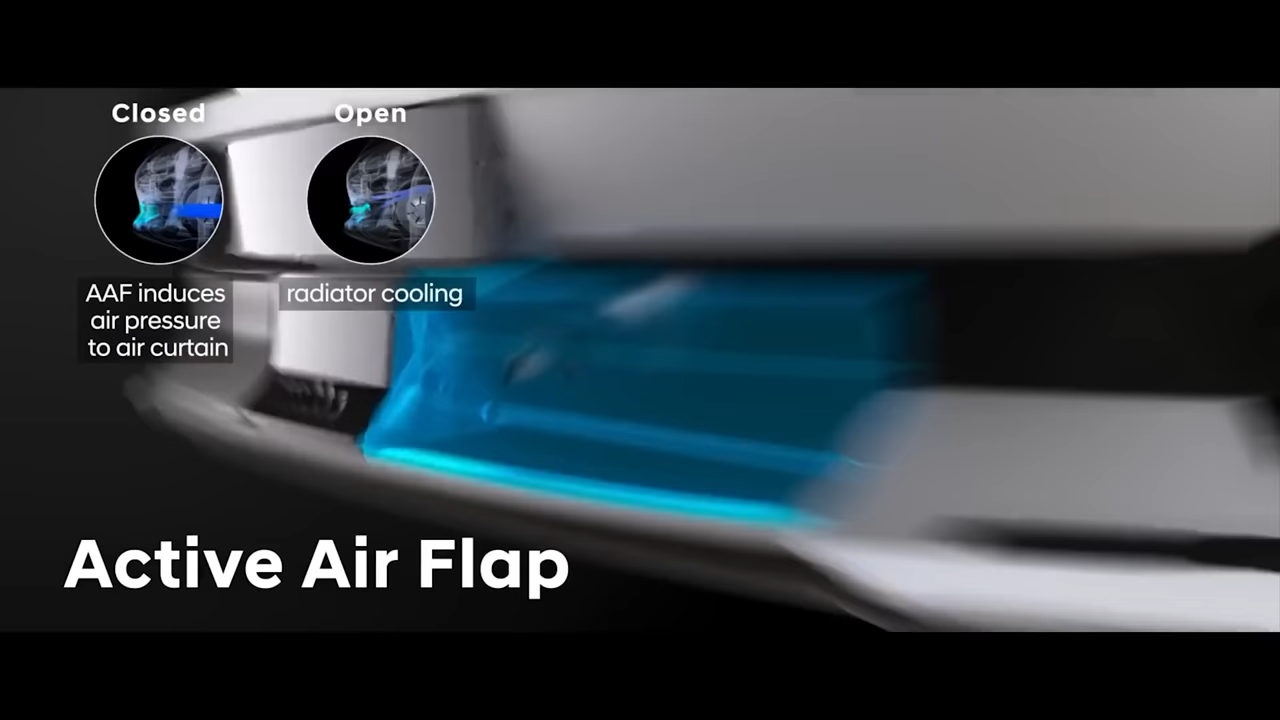 Closed
Open
AAF induces
air pressure
to air curtain
radiator cooling
Active Air Flap